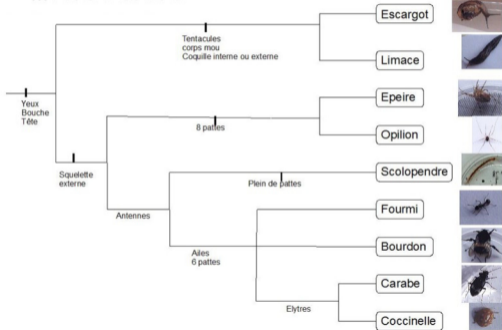 Escargot
Tentacules
corps mou
Coquille interne ou externe
Limace
Yeux
Bouche
Tête
Epeire
8 pattes
Opilion
Squelette
externe
Scolopendre
Plein de pattes
Antennes
Fourmi
Ailes
6 pattes
Bourdon
Carabe
Elytres
Coccinelle